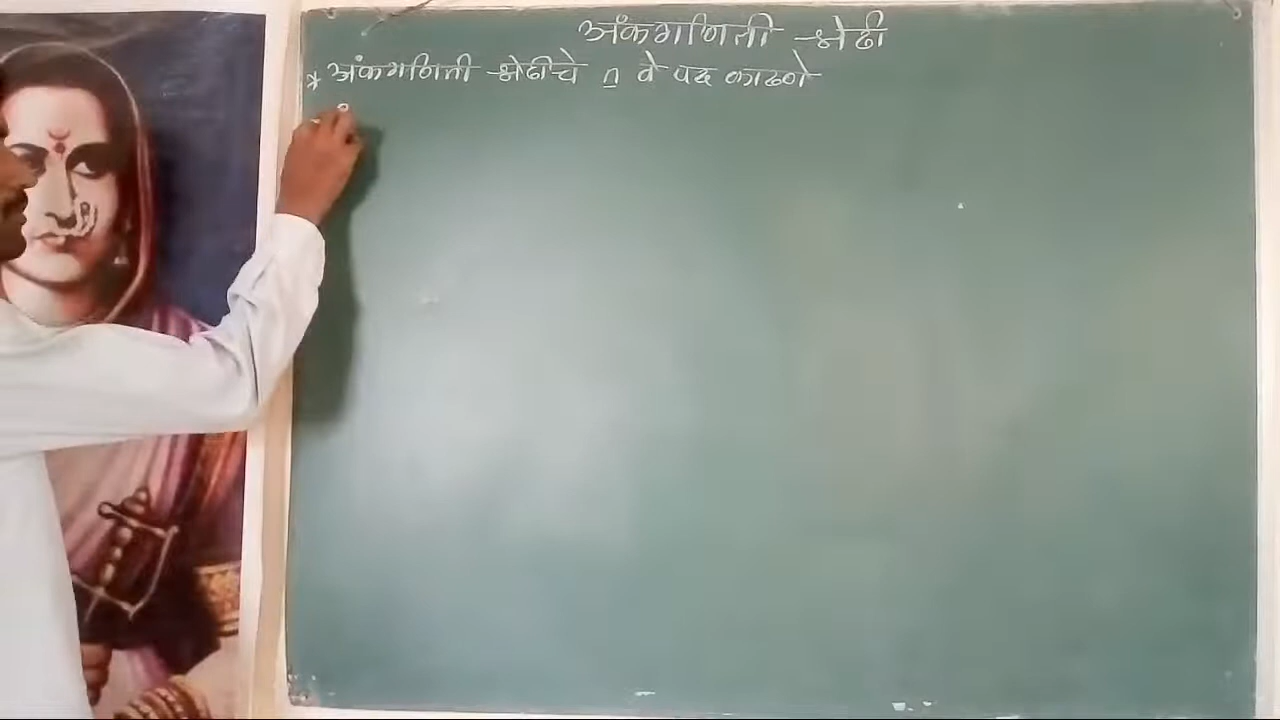 अंकगणिती श्रेढी
* अंकगणिती श्रेढीचे n वे पद काढणे